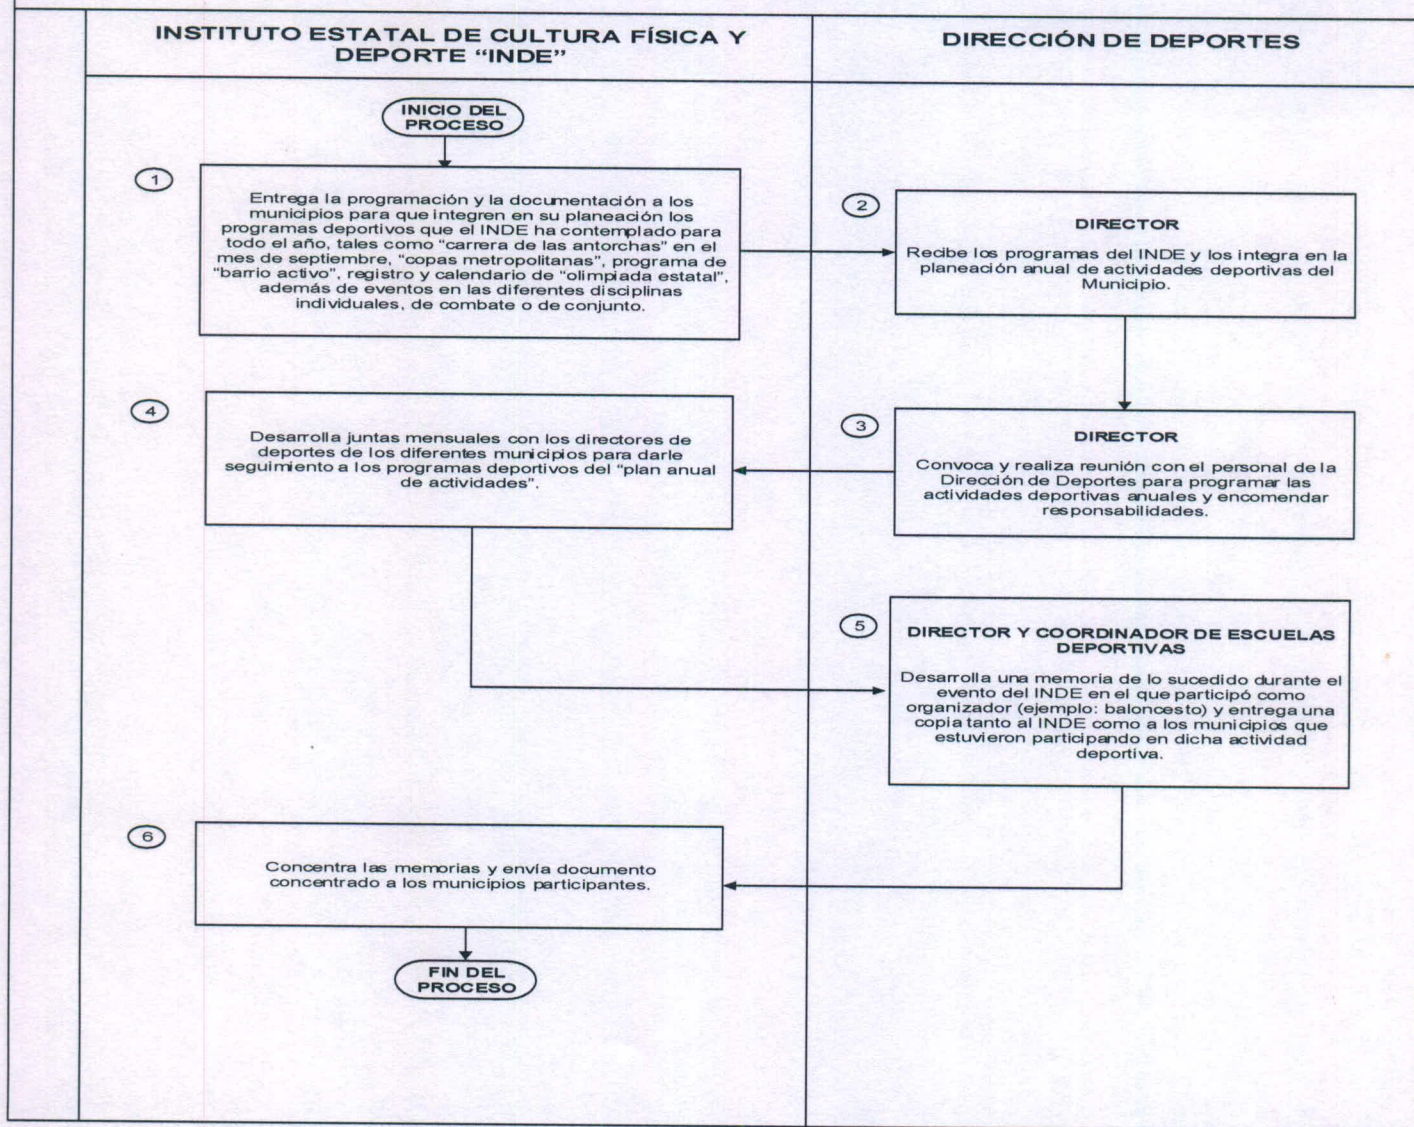 INSTITUTO ESTATAL DE CULTURA FÍSICA Y
DEPORTE “INDE”
DIRECCIÓN DE DEPORTES
INICIO DEL
PROCESO
1
Entrega la programación y la documentación a los
municipios para que integren en su planeación los
programas deportivos que el INDE ha contemplado para
todo el año, tales como “carrera de las antorchas” en el
mes de septiembre, “copas metropolitanas”, programa de
“barrio activo”, registro y calendario de “olimpiada estatal”,
además de eventos en las diferentes disciplinas
individuales, de combate o de conjunto.
2
DIRECTOR
Recibe los programas del INDE y los integra en la
planeación anual de actividades deportivas del
Municipio.
3
DIRECTOR
Convoca y realiza reunión con el personal de la
Dirección de Deportes para programar las
actividades deportivas anuales y encomendar
responsabilidades.
4
Desarrolla juntas mensuales con los directores de
deportes de los diferentes municipios para darle
seguimiento a los programas deportivos del “plan anual
de actividades”.
5
DIRECTOR Y COORDINADOR DE ESCUELAS
DEPORTIVAS
Desarrolla una memoria de lo sucedido durante el
evento del INDE en el que participó como
organizador (ejemplo: baloncesto) y entrega una
copia tanto al INDE como a los municipios que
estuvieron participando en dicha actividad
deportiva.
6
Concentra las memorias y envía documento
concentrado a los municipios participantes.
FIN DEL
PROCESO